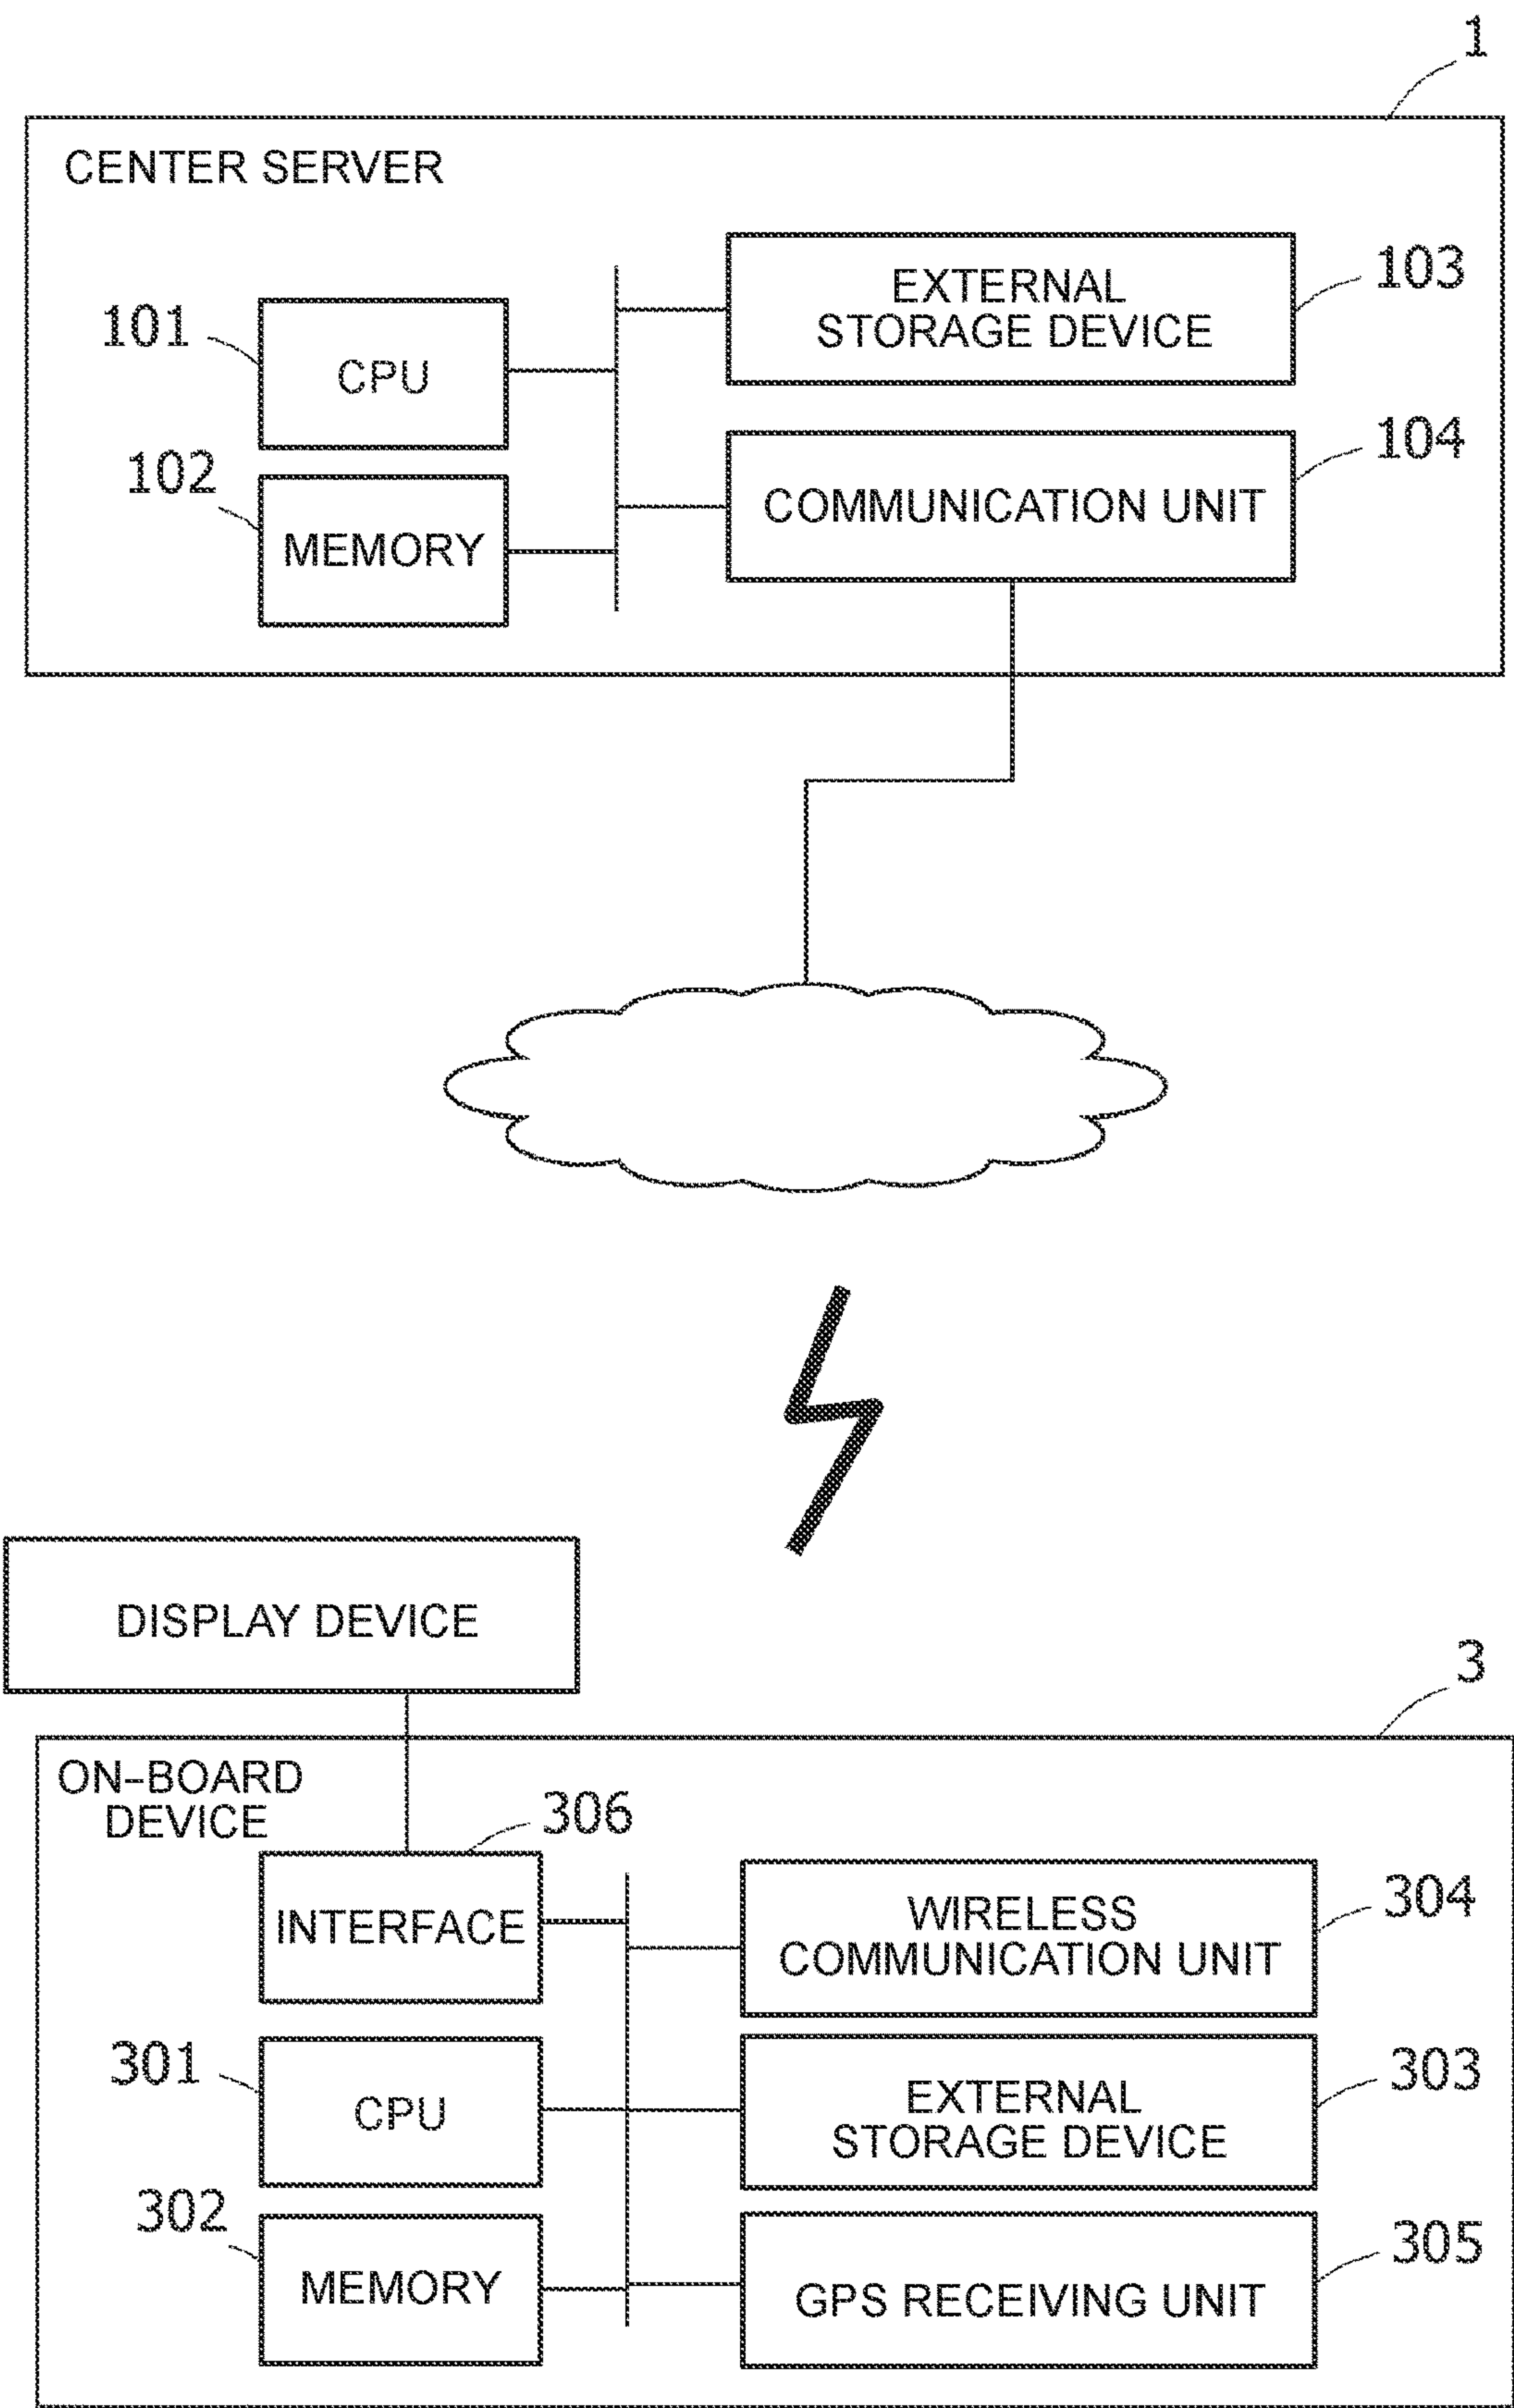 1
CENTER SERVER
101
CPU
102
MEMORY
EXTERNAL
STORAGE DEVICE
103
COMMUNICATION UNIT
104
DISPLAY DEVICE
3
ON-BOARD
DEVICE
306
INTERFACE
301
CPU
302
MEMORY
WIRELESS
COMMUNICATION UNIT
304
EXTERNAL
STORAGE DEVICE
303
GPS RECEIVING UNIT
305